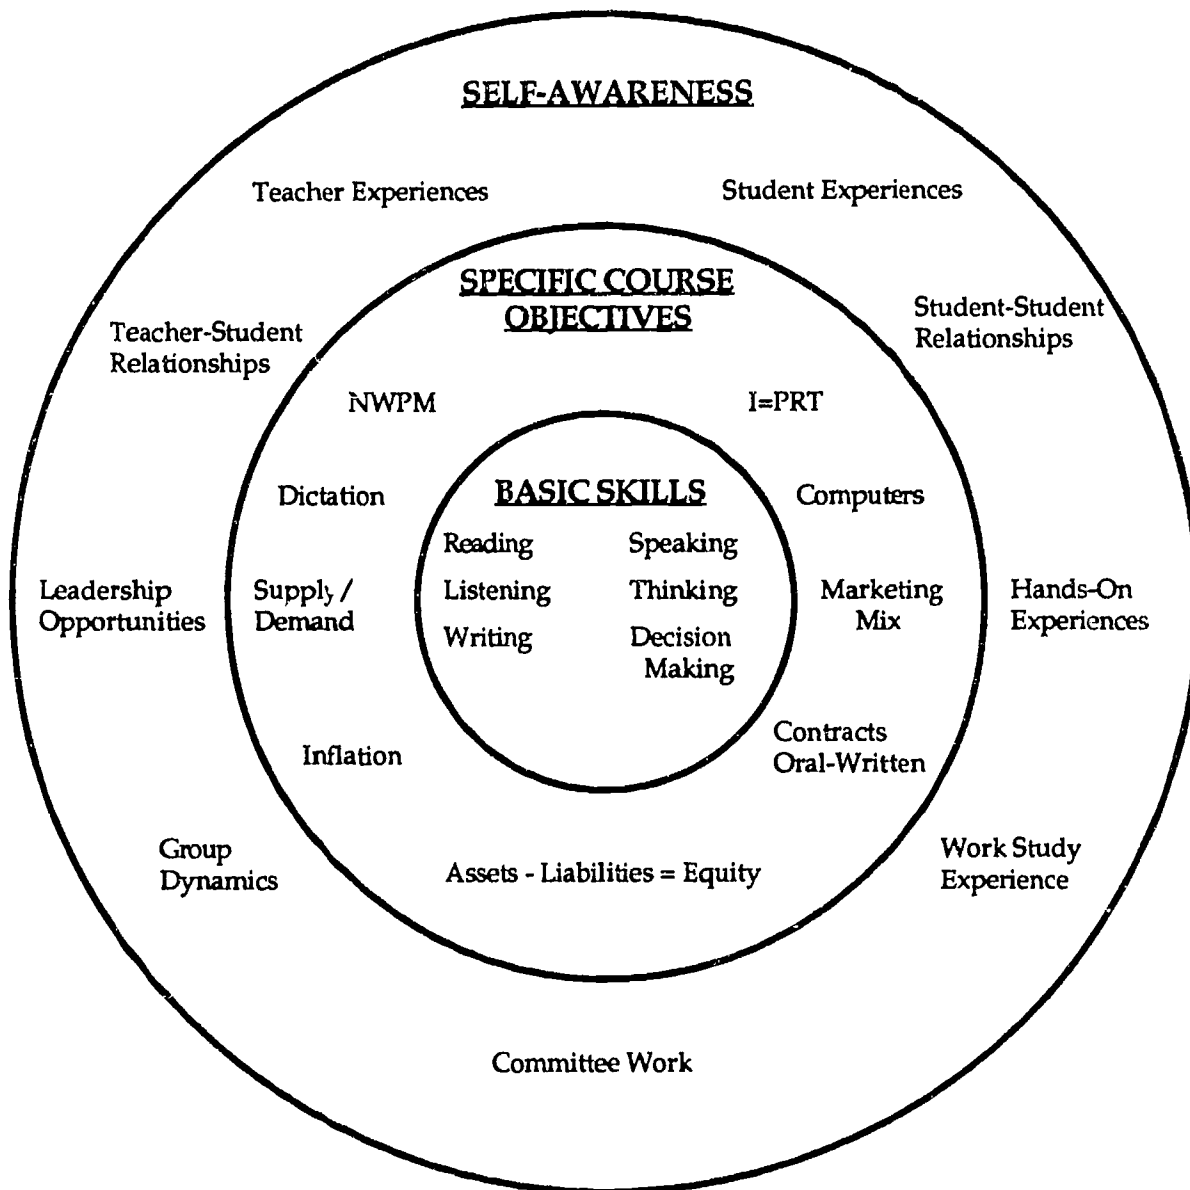 SELF-AWARENESS
Teacher Experiences
Student Experiences
Teacher-Student
Relationships
Student-Student
Relationships
Leadership
Opportunities
Hands-On
Experiences
Group
Dynamics
Work Study
Experience
Committee Work
SPECIFIC COURSE
OBJECTIVES
NWPM
I=PRT
Dictation
Computers
Supply /
Demand
Marketing
Mix
Inflation
Contracts
Oral-Written
Assets - Liabilities = Equity
BASIC SKILLS
Reading
Listening
Writing
Speaking
Thinking
Decision
Making